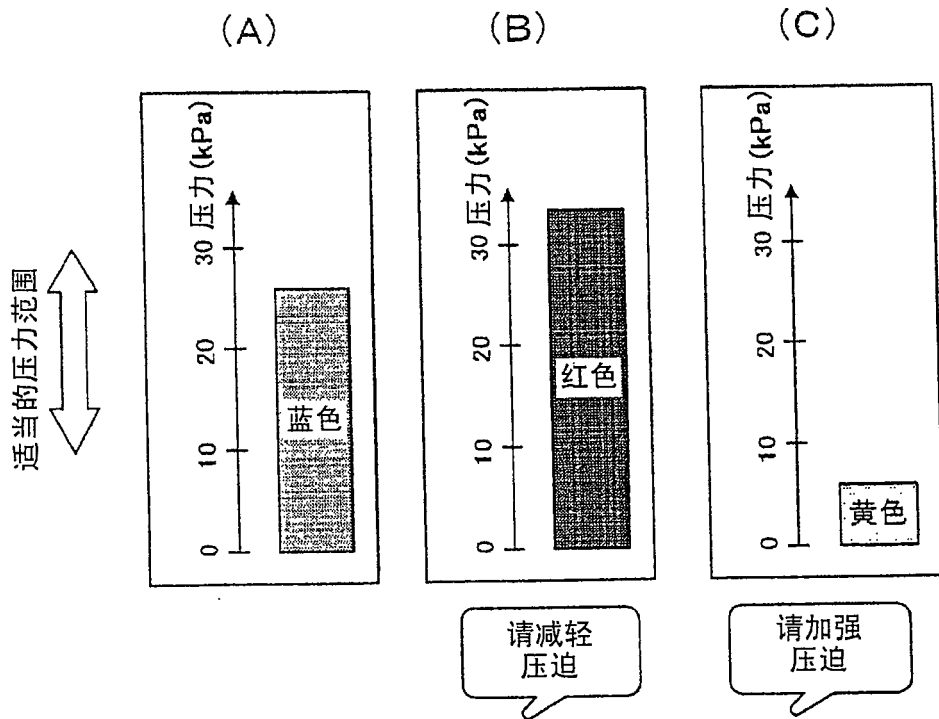 (A)
(B)
(C)
适当的压力范围
压力(kPa)
30
20
10
0
蓝色
压力(kPa)
30
20
10
0
红色
压力(kPa)
30
20
10
0
黄色
请减轻
压迫
请加强
压迫